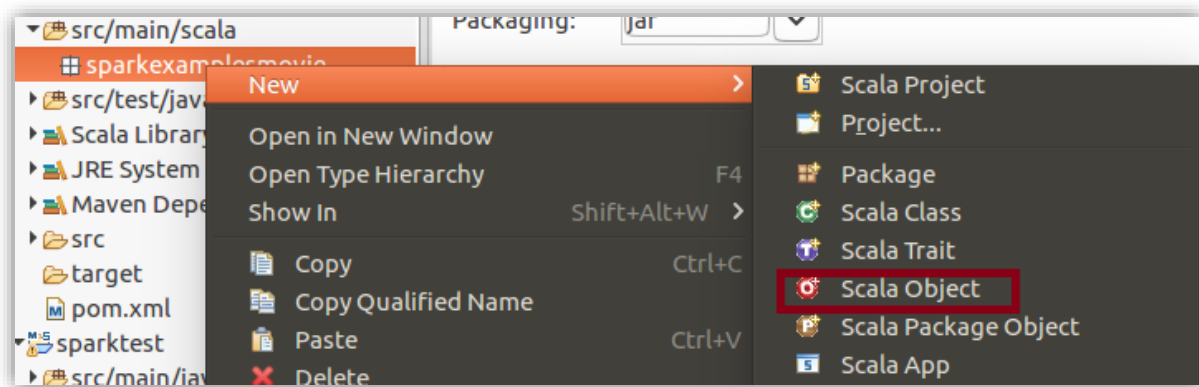 src/main/scala
Packaging:
jar
sparkexamplesmovie
src/test/java
Scala Library
JRE System
Maven Depe
src
target
pom.xml
sparktest
src/main/jav
New
Open in New Window
Open Type Hierarchy F4
Show In Shift+Alt+W
Copy Ctrl+C
Copy Qualified Name
Paste Ctrl+V
Delete
Scala Project
Project...
Package
Scala Class
Scala Trait
Scala Object
Scala Package Object
Scala App